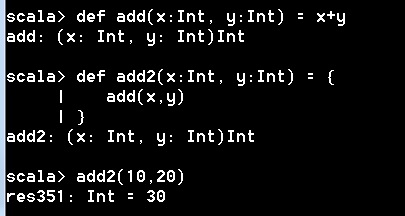 scala> def add(x:Int, y:Int) = x+y
add: (x: Int, y: Int)Int
scala> def add2(x:Int, y:Int) = {
     |    add(x,y)
     | }
add2: (x: Int, y: Int)Int
scala> add2(10,20)
res351: Int = 30